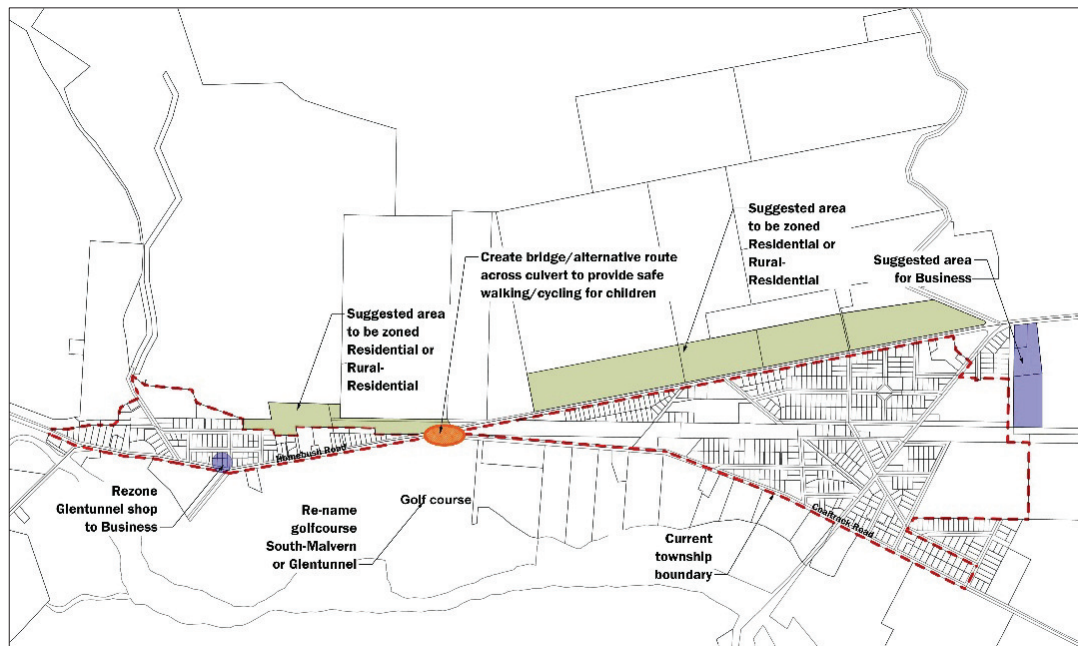 Suggested area
to be zoned
Residential or
Rural-
Residential
Create bridge/alternative route
across culvert to provide safe
walking/cycling for children
Suggested area
to be zoned
Residential or
Rural-
Residential
Suggested area
for Business
Homebush Road
Rezone
Glentunnel shop
to Business
Re-name
golfcourse
South-Malvern
or Glentunnel
Golf course
Current
township
boundary
Coaltrack Road